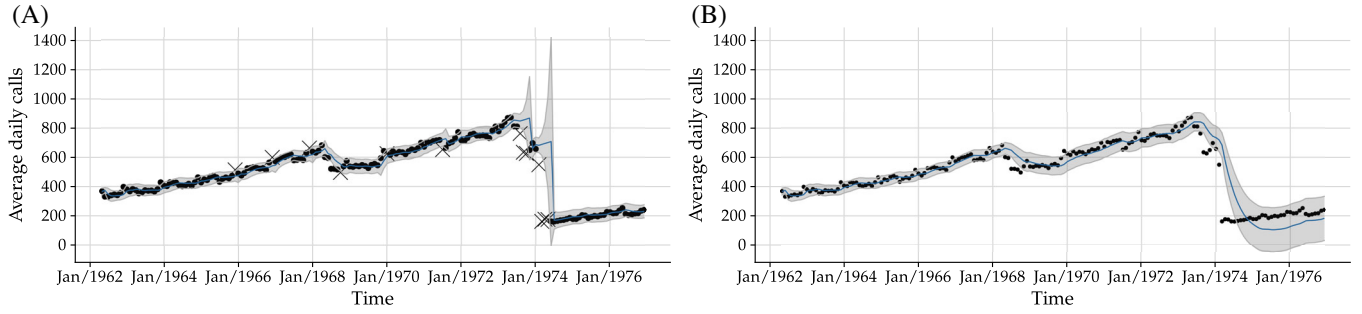 (A)
Average daily calls
1400
1200
1000
800
600
400
200
0
Jan/1962 Jan/1964 Jan/1966 Jan/1968 Jan/1970 Jan/1972 Jan/1974 Jan/1976
Time
(B)
Average daily calls
1400
1200
1000
800
600
400
200
0
Jan/1962 Jan/1964 Jan/1966 Jan/1968 Jan/1970 Jan/1972 Jan/1974 Jan/1976
Time